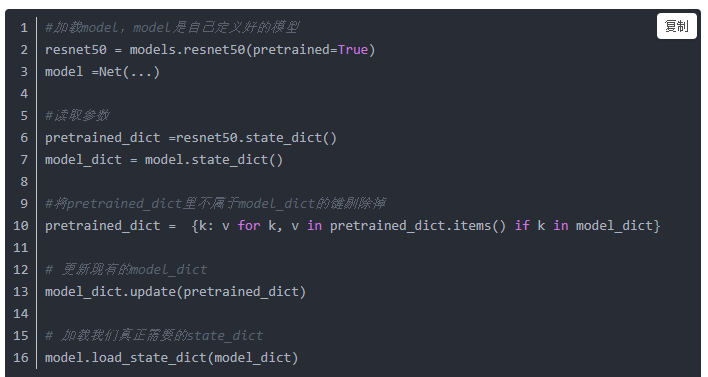 复制
1 #加载model，model是自己定义好的模型
2 resnet50 = models.resnet50(pretrained=True)
3 model =Net(...)
4
5 #读取参数
6 pretrained_dict =resnet50.state_dict()
7 model_dict = model.state_dict()
8
9 #将pretrained_dict里不属于model_dict的键剔除掉
10 pretrained_dict =  {k: v for k, v in pretrained_dict.items() if k in model_dict}
11
12 # 更新现有的model_dict
13 model_dict.update(pretrained_dict)
14
15 # 加载我们真正需要的state_dict
16 model.load_state_dict(model_dict)